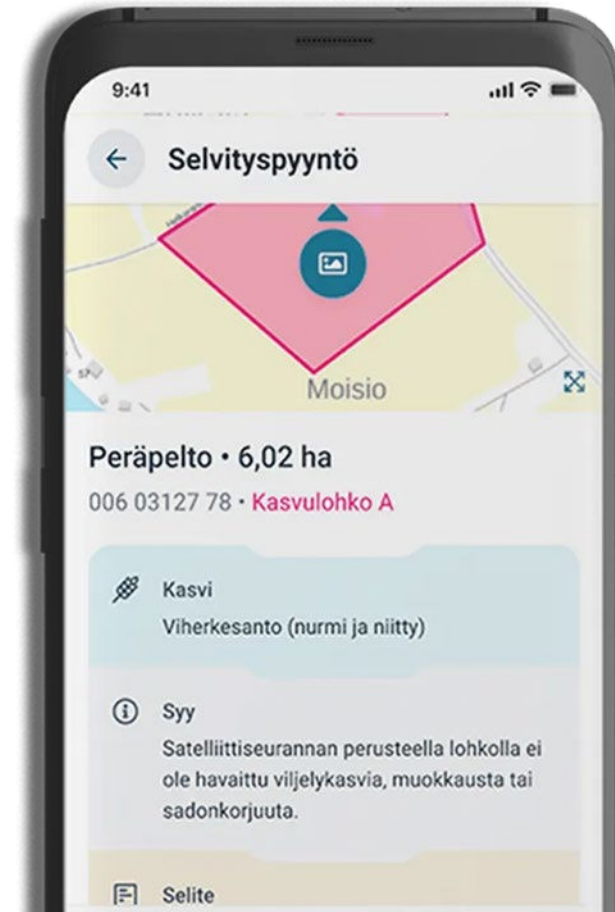 9:41
Selvityspyyntö
Moisio
Peräpelto • 6,02 ha
006 03127 78 • Kasvulohko A
Kasvi
Viherkesanto (nurmi ja niitty)
Syy
Satelliittiseurannan perusteella lohkolla ei
ole havaittu viljelykasvia, muokkausta tai
sadonkorjuuta.
Selite